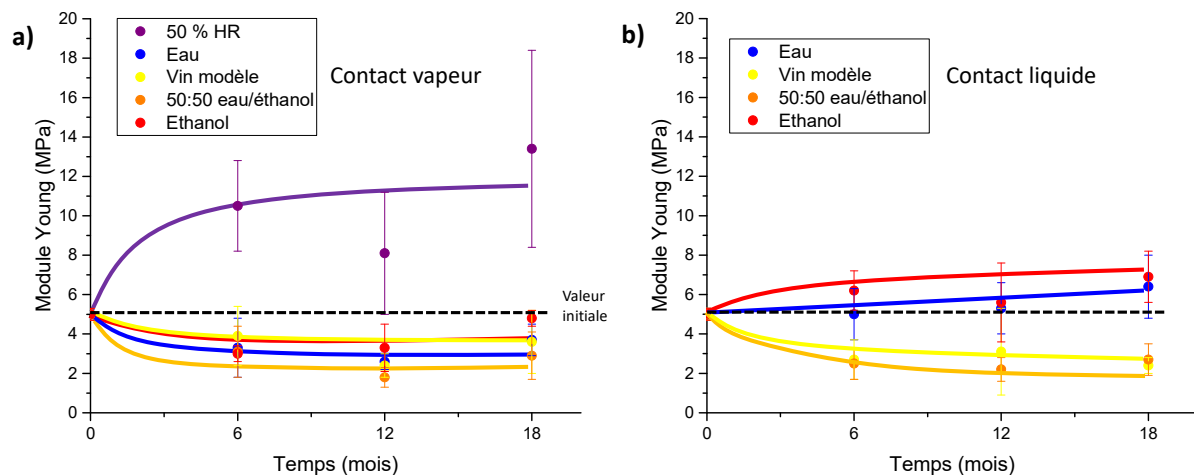 a)
50 % HR
Eau
Vin modèle
50:50 eau/éthanol
Ethanol
Contact vapeur
Module Young (MPa)
20
18
16
14
12
10
8
6
4
2
0
Valeur
initiale
0
6
12
18
Temps (mois)
b)
Eau
Vin modèle
50:50 eau/éthanol
Ethanol
Contact liquide
Module Young (MPa)
20
18
16
14
12
10
8
6
4
2
0
0
6
12
18
Temps (mois)